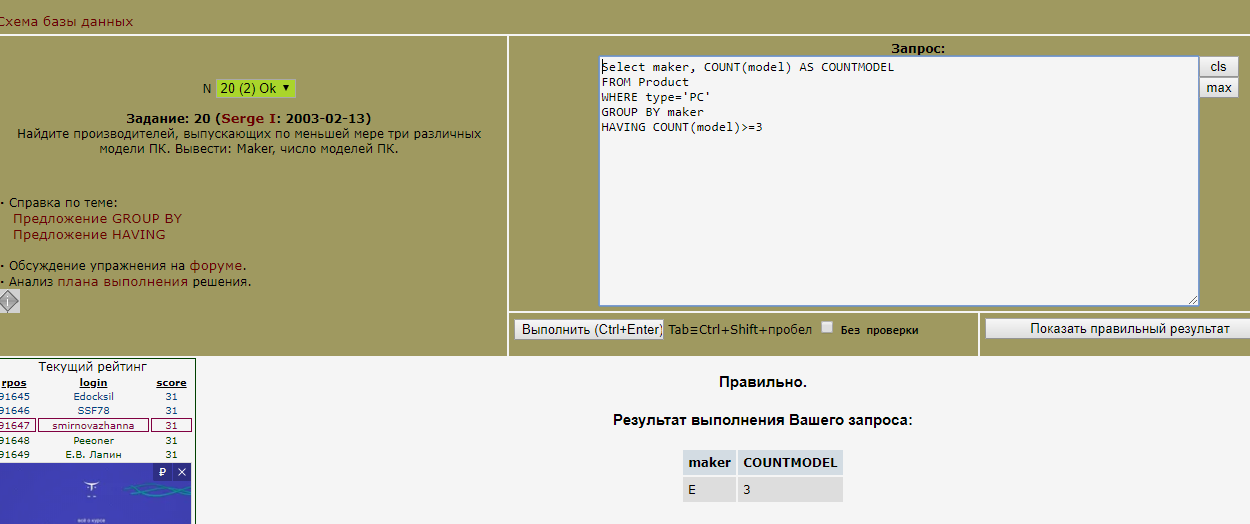 Схема базы данных
N 20 (2) Ok
Задание: 20 (Serge I: 2003-02-13)
Найдите производителей, выпускающих по меньшей мере три различных
модели ПК. Вывести: Maker, число моделей ПК.
· Справка по теме:
Предложение GROUP BY
Предложение HAVING
· Обсуждение упражнения на форуме.
· Анализ плана выполнения решения.
Запрос:
Select maker, COUNT(model) AS COUNTMODEL
FROM Product
WHERE type='PC'
GROUP BY maker
HAVING COUNT(model)>=3
cls
max
Выполнить (Ctrl+Enter) Tab≡Ctrl+Shift+пробел Без проверки
Показать правильный результат
Текущий рейтинг
rpos login score
91645 Edocksil 31
91646 SSF78 31
91647 smirnovazhanna 31
91648 Peeoner 31
91649 Е.В. Лапин 31
₽ ×
Правильно.
Результат выполнения Вашего запроса:
maker COUNTMODEL
E 3